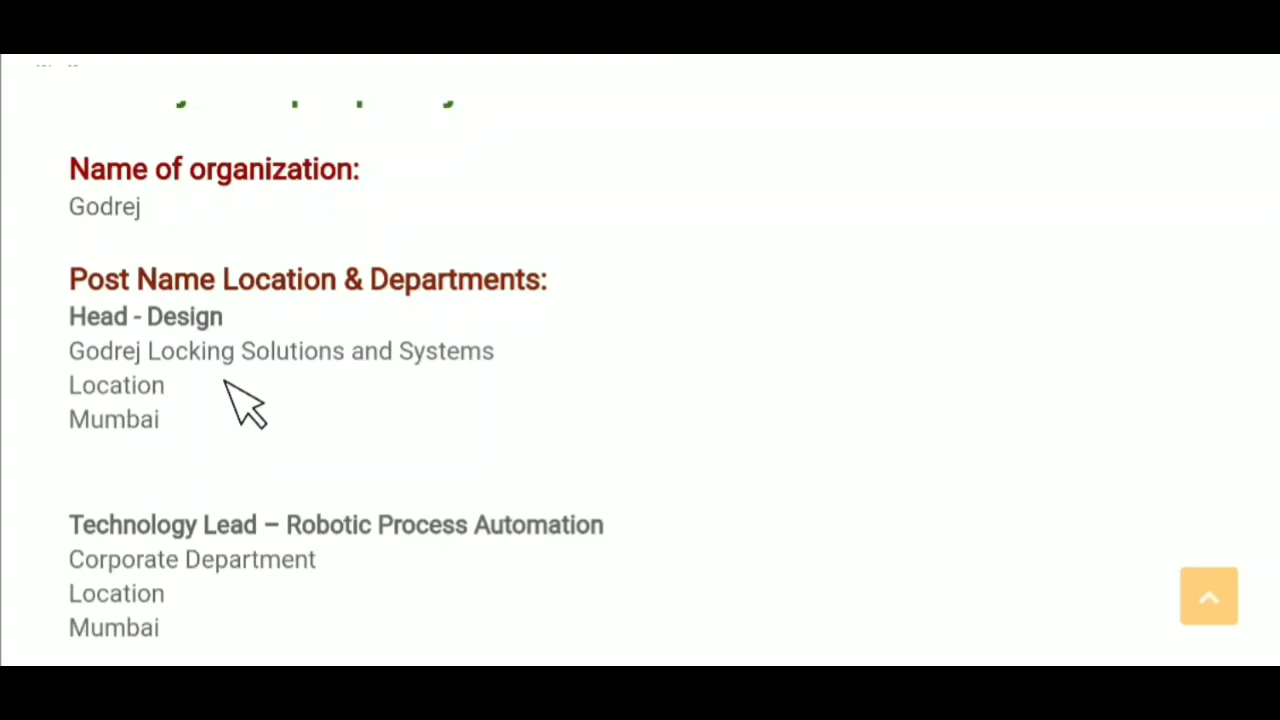 Name of organization:
Godrej
Post Name Location & Departments:
Head - Design
Godrej Locking Solutions and Systems
Location
Mumbai
Technology Lead – Robotic Process Automation
Corporate Department
Location
Mumbai